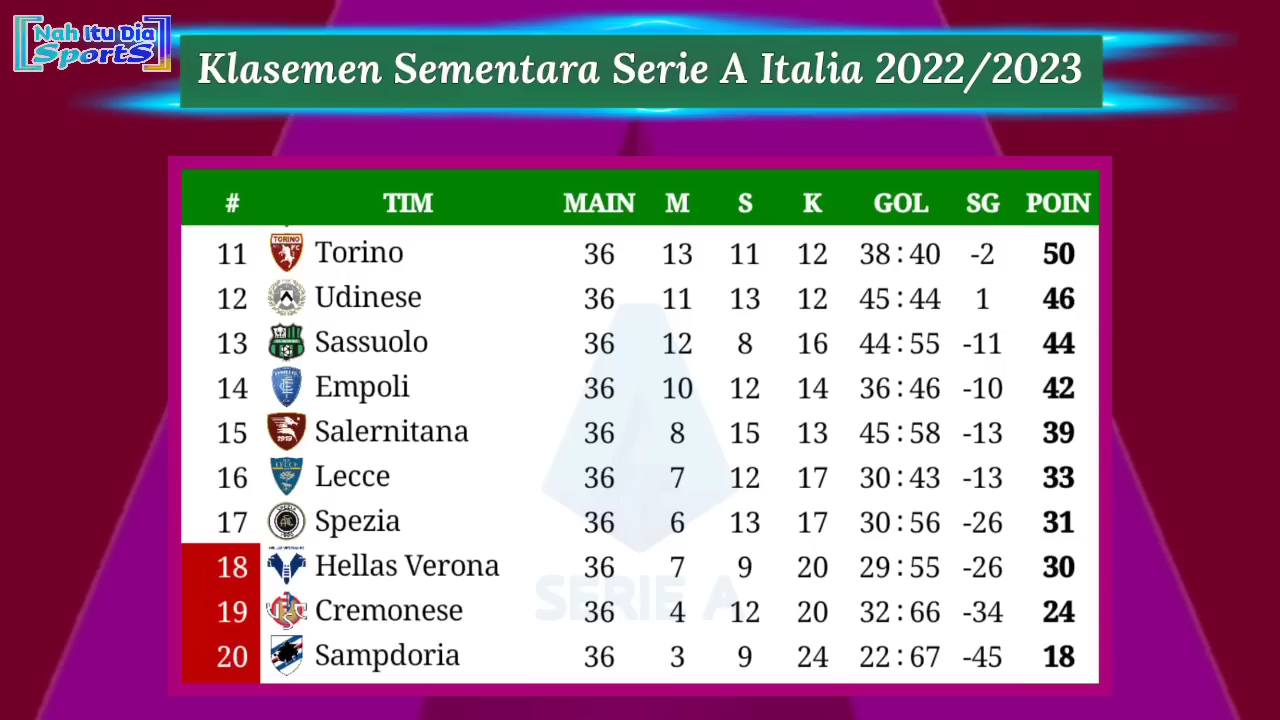 Nah Itu Dia
Sports
Klasemen Sementara Serie A Italia 2022/2023
# TIM MAIN M S K GOL SG POIN
11 Torino 36 13 11 12 38:40 -2 50
12 Udinese 36 11 13 12 45:44 1 46
13 Sassuolo 36 12 8 16 44:55 -11 44
14 Empoli 36 10 12 14 36:46 -10 42
15 Salernitana 36 8 15 13 45:58 -13 39
16 Lecce 36 7 12 17 30:43 -13 33
17 Spezia 36 6 13 17 30:56 -26 31
18 Hellas Verona 36 7 9 20 29:55 -26 30
19 Cremonese 36 4 12 20 32:66 -34 24
20 Sampdoria 36 3 9 24 22:67 -45 18
SERIE A
TORINO
1919